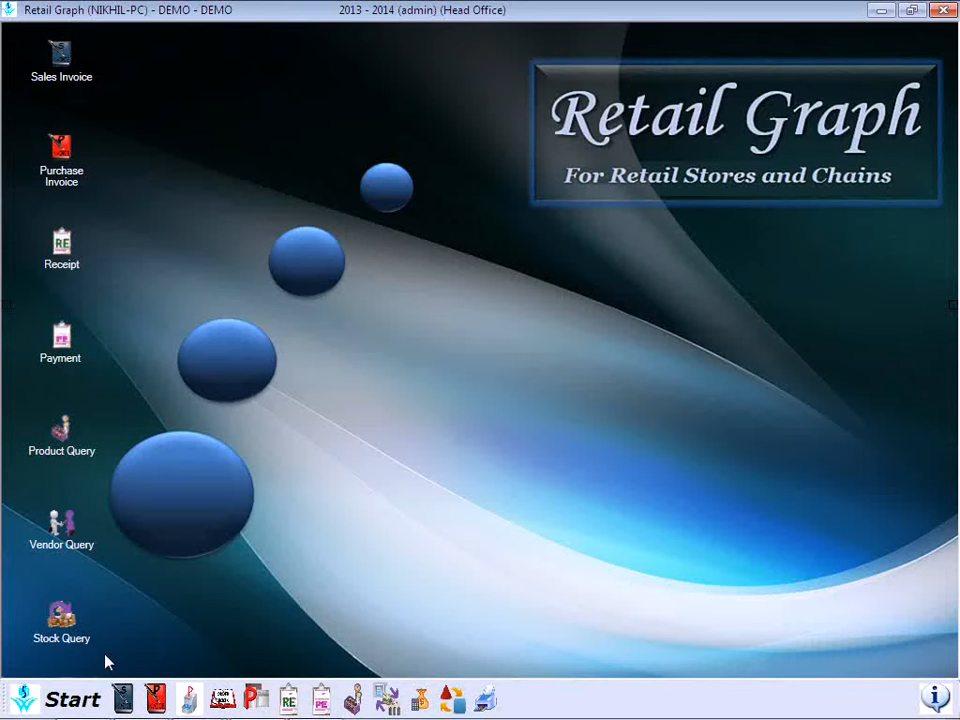 Retail Graph (NIKHIL-PC) - DEMO - DEMO 2013 - 2014 (admin) (Head Office)
Retail Graph
For Retail Stores and Chains
Sales Invoice
Purchase
Invoice
Receipt
Payment
Product Query
Vendor Query
Stock Query
Start